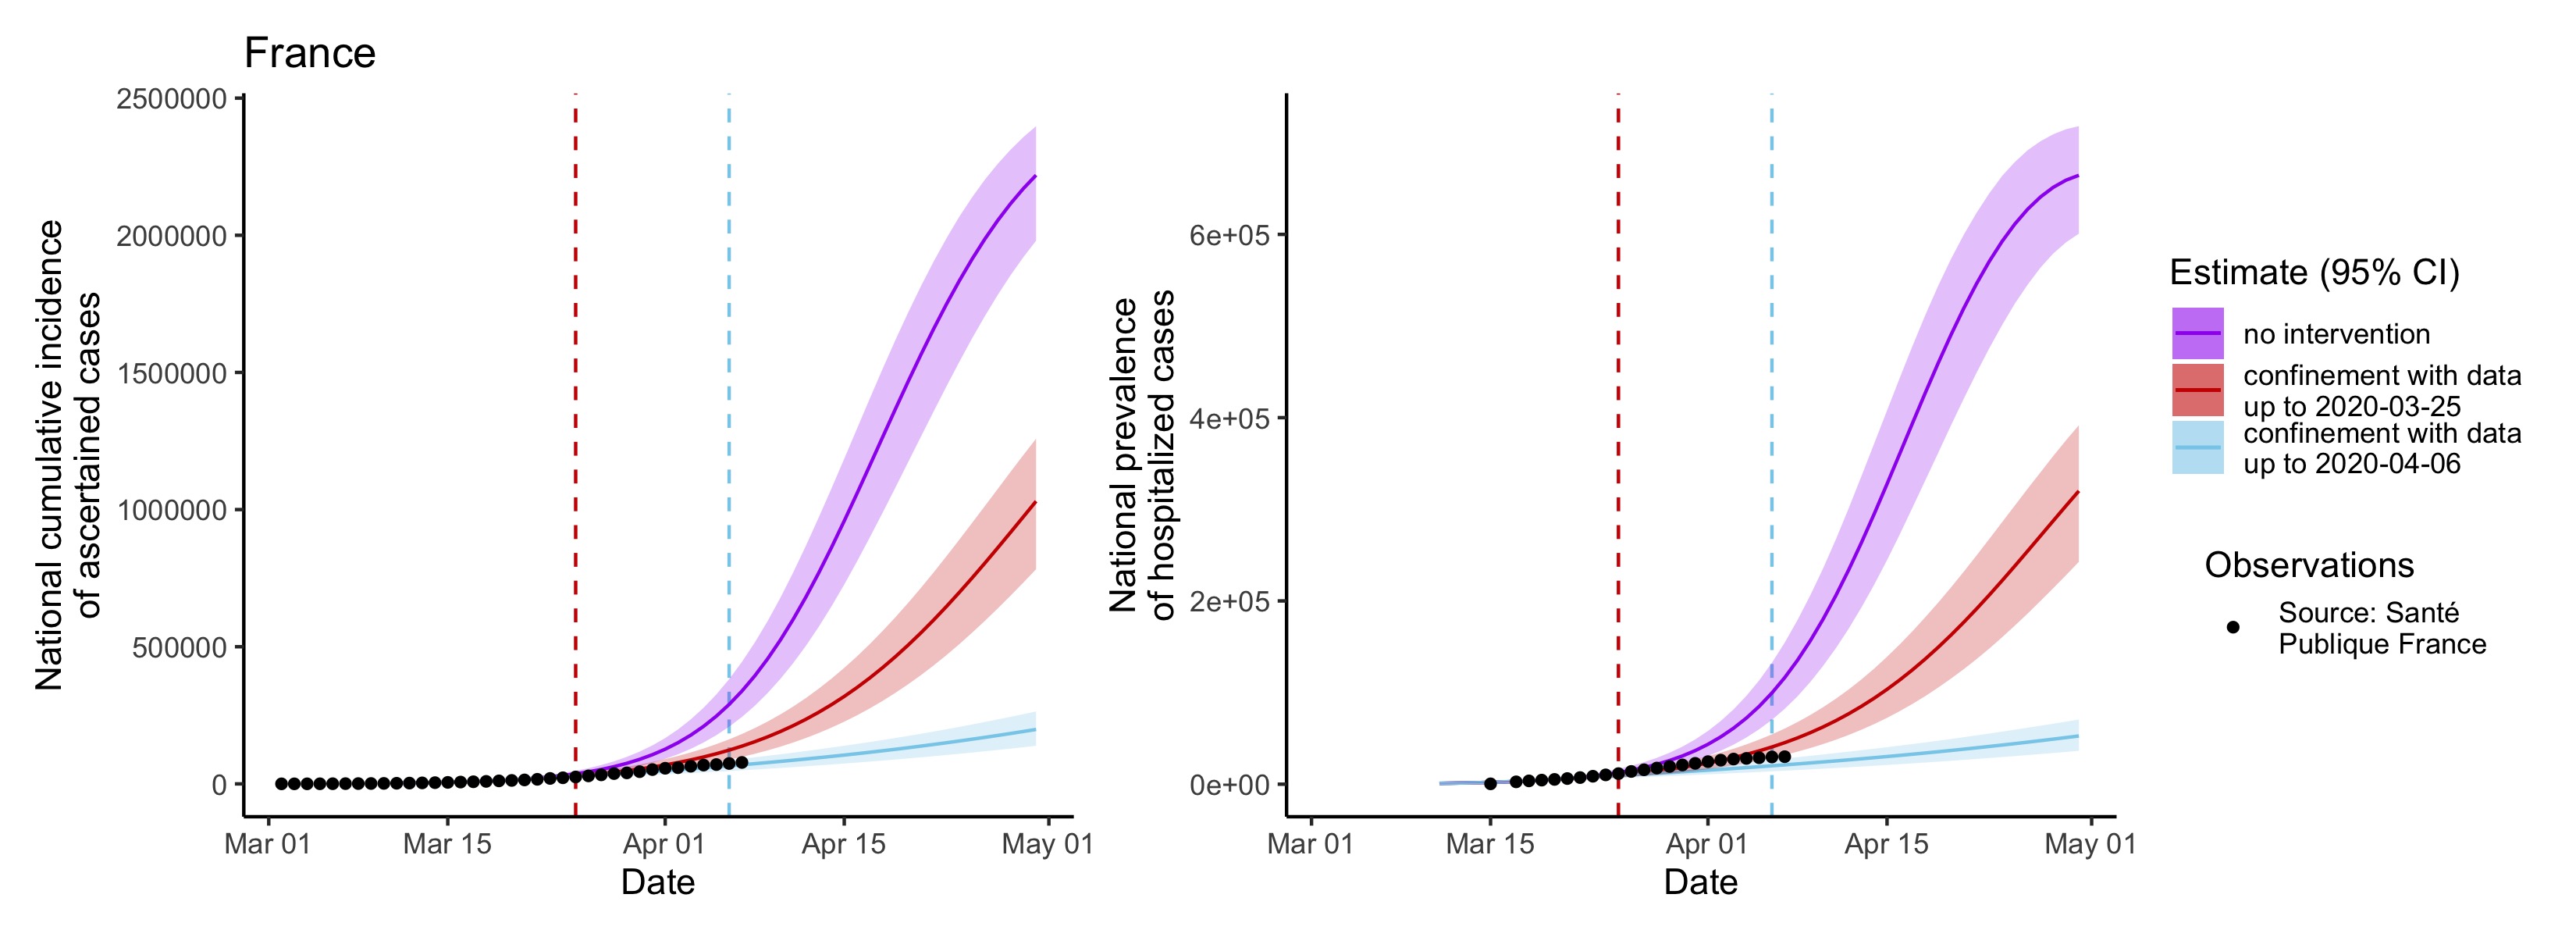 France
National cumulative incidence
of ascertained cases
2500000
2000000
1500000
1000000
500000
0
Mar 01
Mar 15
Apr 01
Apr 15
May 01
Date
National prevalence
of hospitalized cases
6e+05
4e+05
2e+05
0e+00
Mar 01
Mar 15
Apr 01
Apr 15
May 01
Date
Estimate (95% CI)
no intervention
confinement with data
up to 2020-03-25
confinement with data
up to 2020-04-06
Observations
Source: Santé
Publique France